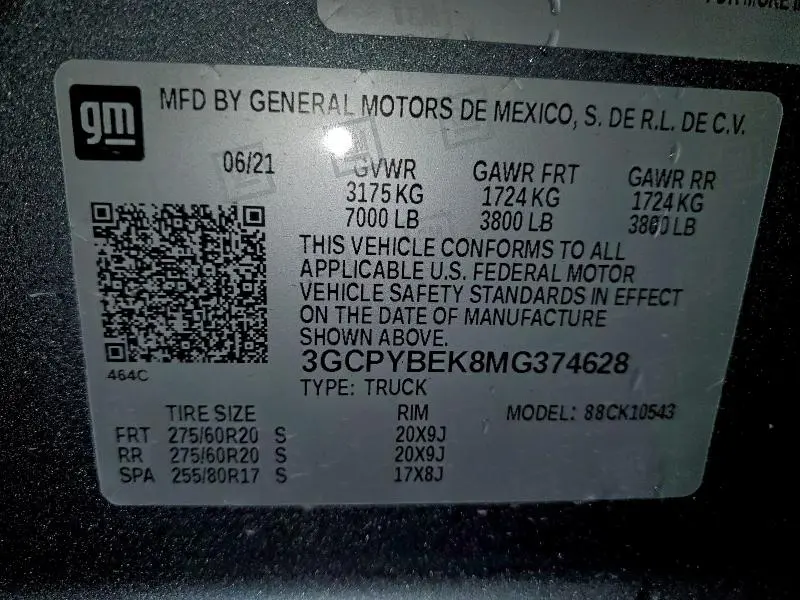 gm
MFD BY GENERAL MOTORS DE MEXICO, S. DE R.L. DE C.V.
06/21 GVWR GAWR FRT GAWR RR
3175 KG 1724 KG 1724 KG
7000 LB 3800 LB 3800 LB
THIS VEHICLE CONFORMS TO ALL
APPLICABLE U.S. FEDERAL MOTOR
VEHICLE SAFETY STANDARDS IN EFFECT
ON THE DATE OF MANUFACTURE
SHOWN ABOVE.
3GCPYBEK8MG374628
464C
TYPE: TRUCK
TIRE SIZE RIM MODEL: 88CK10543
FRT 275/60R20 S 20X9J
RR 275/60R20 S 20X9J
SPA 255/80R17 S 17X8J